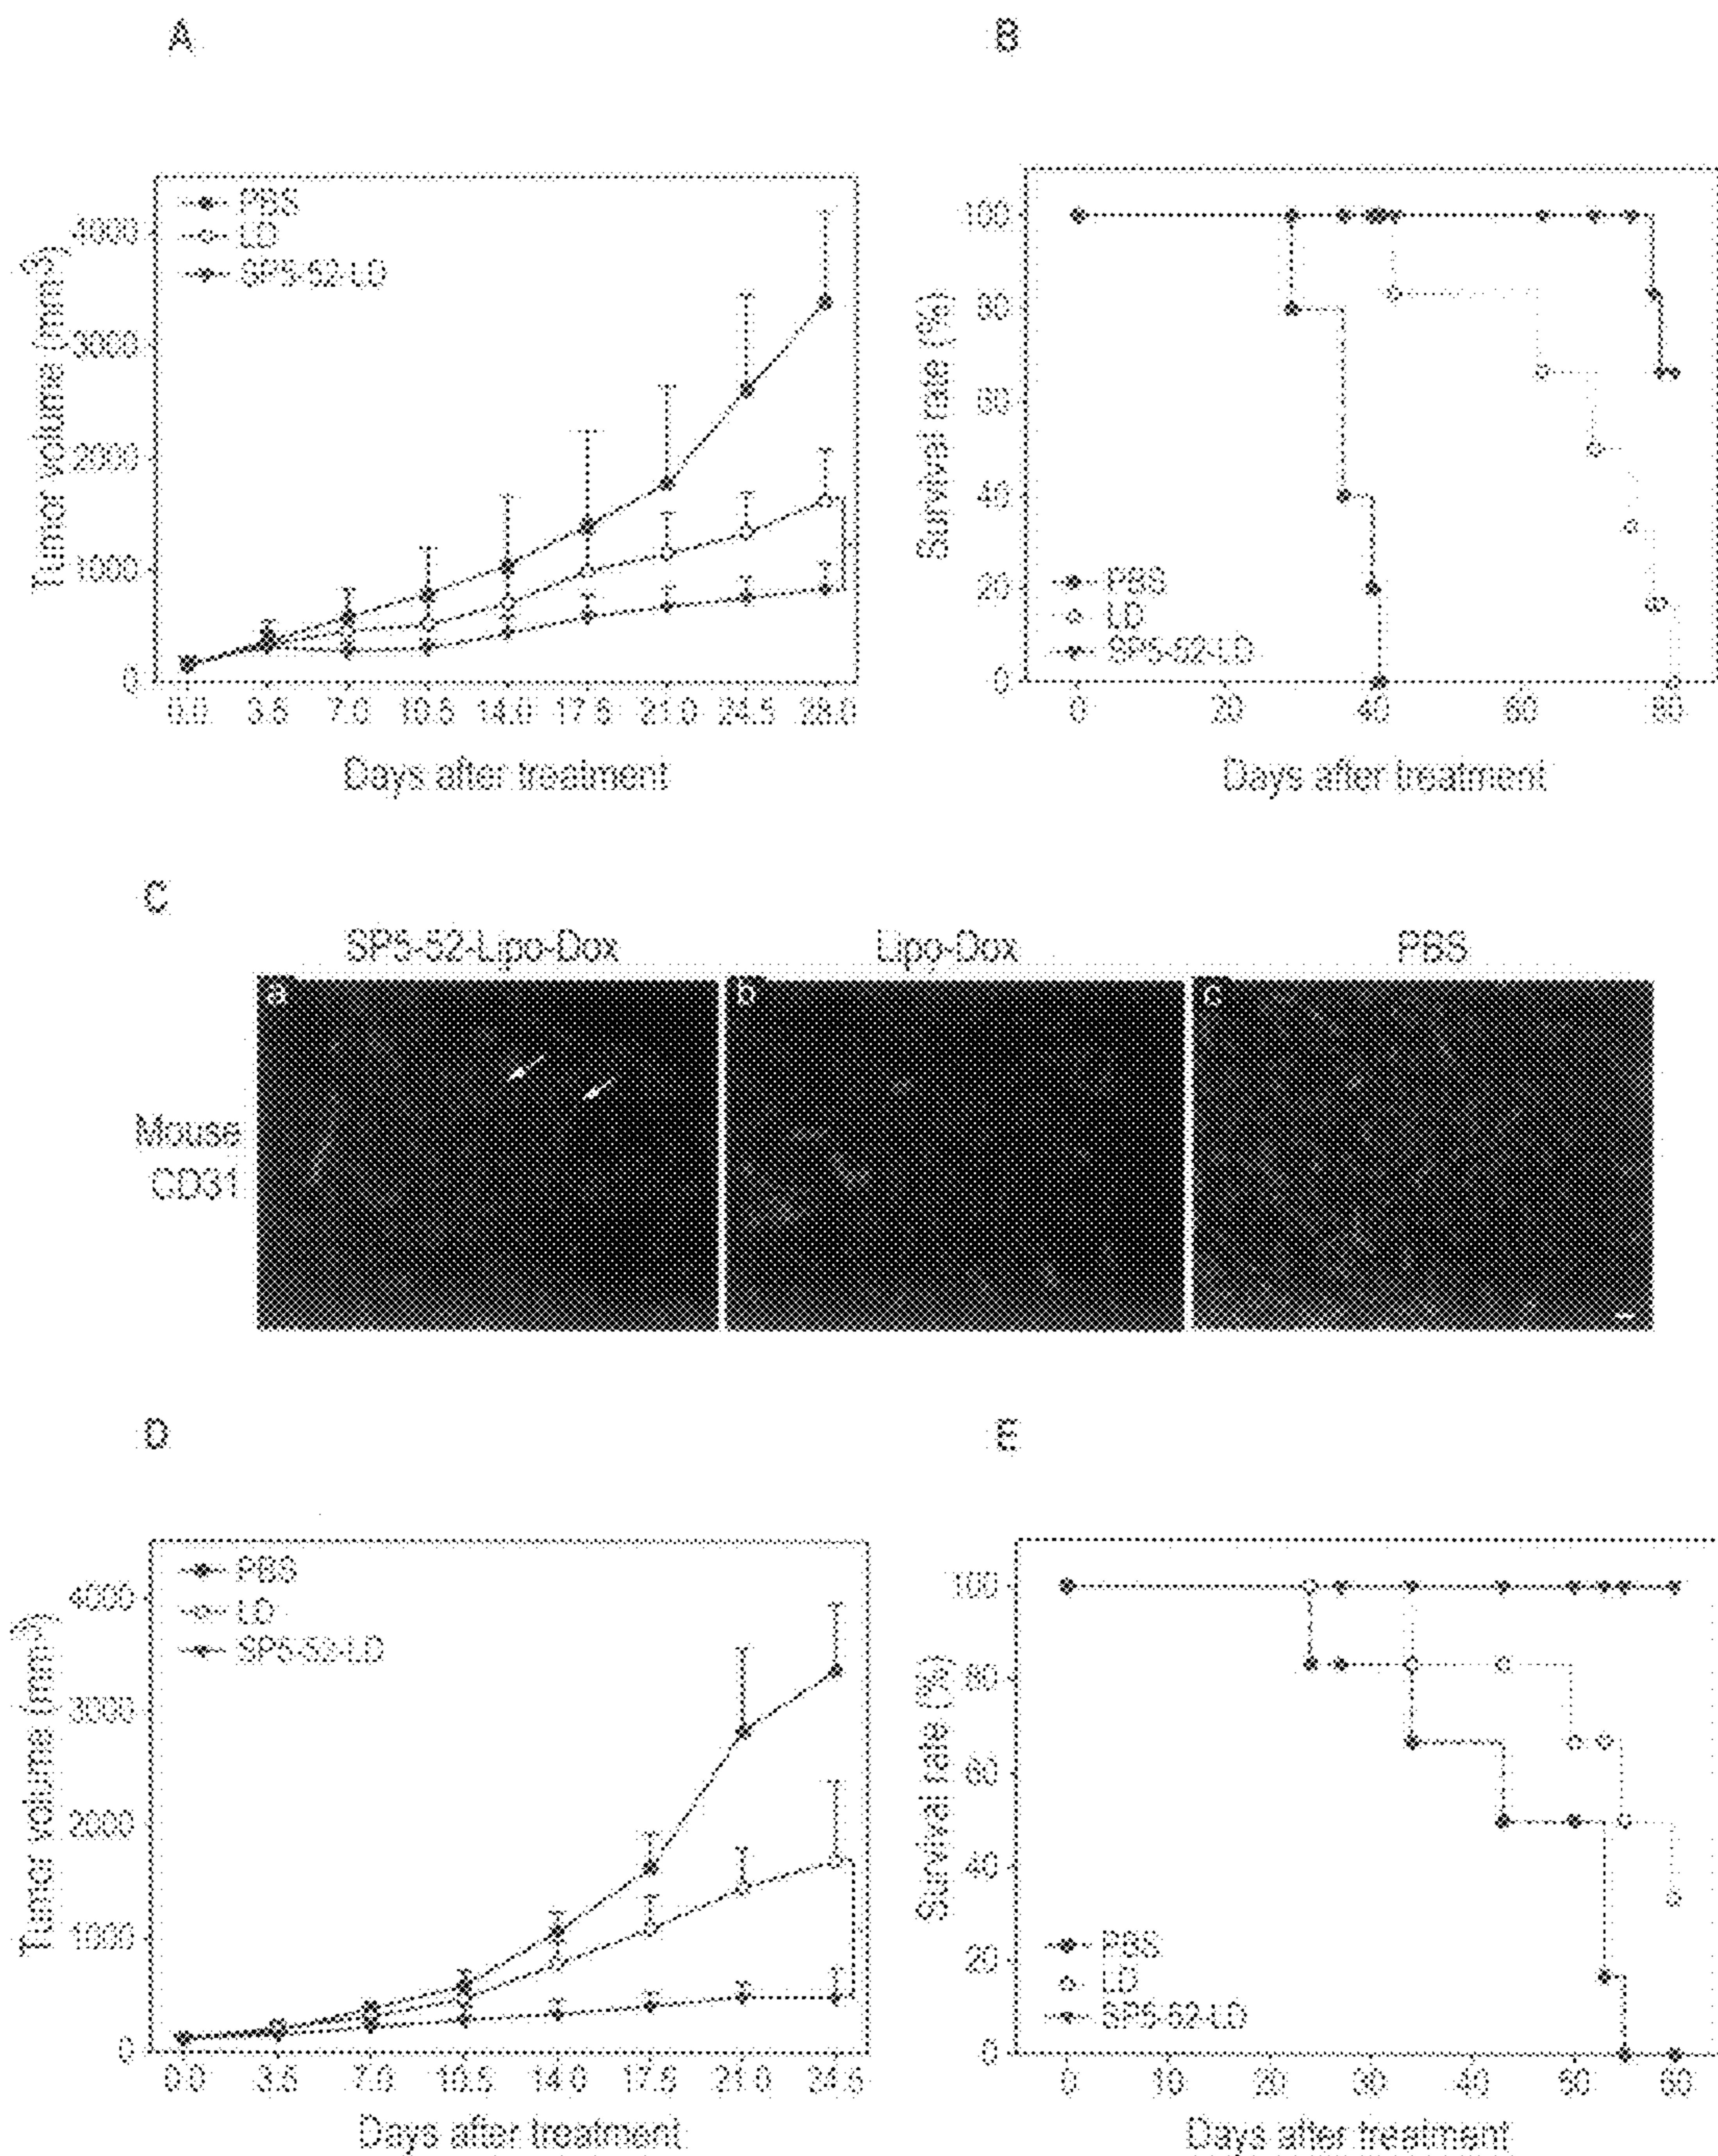 A
B
PBS
LD
SP5-52-LD
Tumor volume (mm3)
4000
3000
2000
1000
0
0.0 3.5 7.0 10.5 14.0 17.5 21.0 24.5 28.0
Days after treatment
Survival rate (%)
100
80
60
40
20
0
PBS
LD
SP5-52-LD
0 20 40 60 80
Days after treatment
C
SP5-52-Lipo-Dox Lipo-Dox PBS
a b c
Mouse
CD31
D
E
PBS
LD
SP5-52-LD
Tumor volume (mm3)
4000
3000
2000
1000
0
0.0 3.5 7.0 10.5 14.0 17.5 21.0 24.5
Days after treatment
Survival rate (%)
100
80
60
40
20
0
PBS
LD
SP5-52-LD
0 10 20 30 40 50 60
Days after treatment